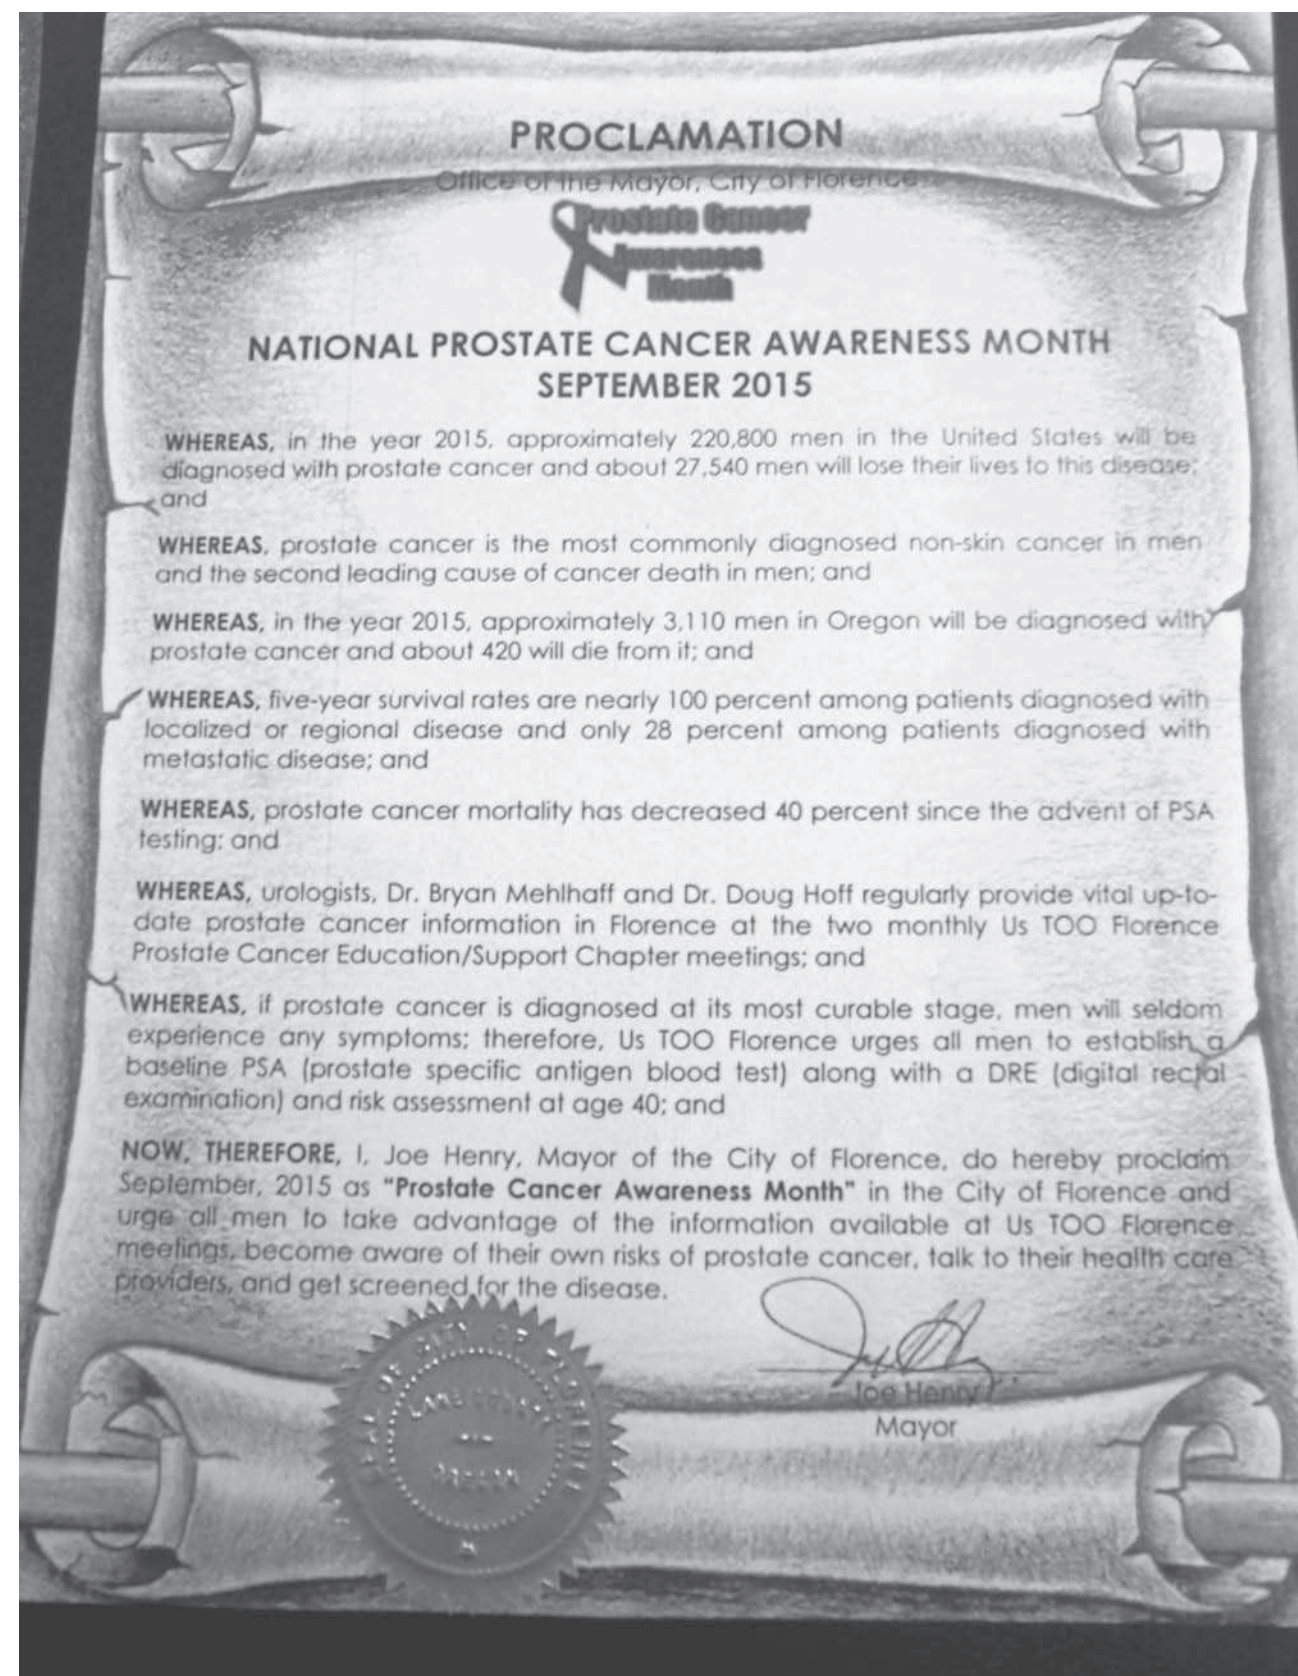 PROCLAMATION
Office of the Mayor, City of Florence
Prostate Cancer
Awareness
Month
NATIONAL PROSTATE CANCER AWARENESS MONTH
SEPTEMBER 2015
WHEREAS, in the year 2015, approximately 220,800 men in the United States will be
diagnosed with prostate cancer and about 27,540 men will lose their lives to this disease;
and
WHEREAS, prostate cancer is the most commonly diagnosed non-skin cancer in men
and the second leading cause of cancer death in men; and
WHEREAS, in the year 2015, approximately 3,110 men in Oregon will be diagnosed with
prostate cancer and about 420 will die from it; and
WHEREAS, five-year survival rates are nearly 100 percent among patients diagnosed with
localized or regional disease and only 28 percent among patients diagnosed with
metastatic disease; and
WHEREAS, prostate cancer mortality has decreased 40 percent since the advent of PSA
testing; and
WHEREAS, urologists, Dr. Bryan Mehlhaff and Dr. Doug Hoff regularly provide vital up-to-
date prostate cancer information in Florence at the two monthly Us TOO Florence
Prostate Cancer Education/Support Chapter meetings; and
WHEREAS, if prostate cancer is diagnosed at its most curable stage, men will seldom
experience any symptoms; therefore, Us TOO Florence urges all men to establish a
baseline PSA (prostate specific antigen blood test) along with a DRE (digital rectal
examination) and risk assessment at age 40; and
NOW, THEREFORE, I, Joe Henry, Mayor of the City of Florence, do hereby proclaim
September, 2015 as "Prostate Cancer Awareness Month" in the City of Florence and
urge all men to take advantage of the information available at Us TOO Florence
meetings, become aware of their own risks of prostate cancer, talk to their health care
providers, and get screened for the disease.
Joe Henry
Mayor
SEAL OF CITY OF FLORENCE
LANE COUNTY
OREGON